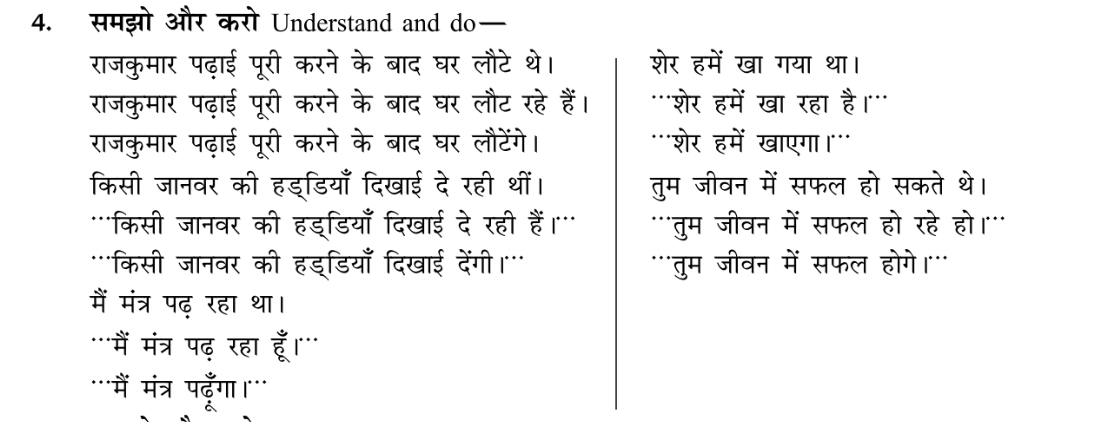 4. समझो और करो Understand and do—
राजकुमार पढ़ाई पूरी करने के बाद घर लौटे थे।
राजकुमार पढ़ाई पूरी करने के बाद घर लौट रहे हैं।
राजकुमार पढ़ाई पूरी करने के बाद घर लौटेंगे।
किसी जानवर की हड्डियाँ दिखाई दे रही थीं।
...किसी जानवर की हड्डियाँ दिखाई दे रही हैं।...
...किसी जानवर की हड्डियाँ दिखाई देंगी।...
मैं मंत्र पढ़ रहा था।
...मैं मंत्र पढ़ रहा हूँ।...
...मैं मंत्र पढ़ूँगा।...
शेर हमें खा गया था।
...शेर हमें खा रहा है।...
...शेर हमें खाएगा।...
तुम जीवन में सफल हो सकते थे।
...तुम जीवन में सफल हो रहे हो।...
...तुम जीवन में सफल होगे।...